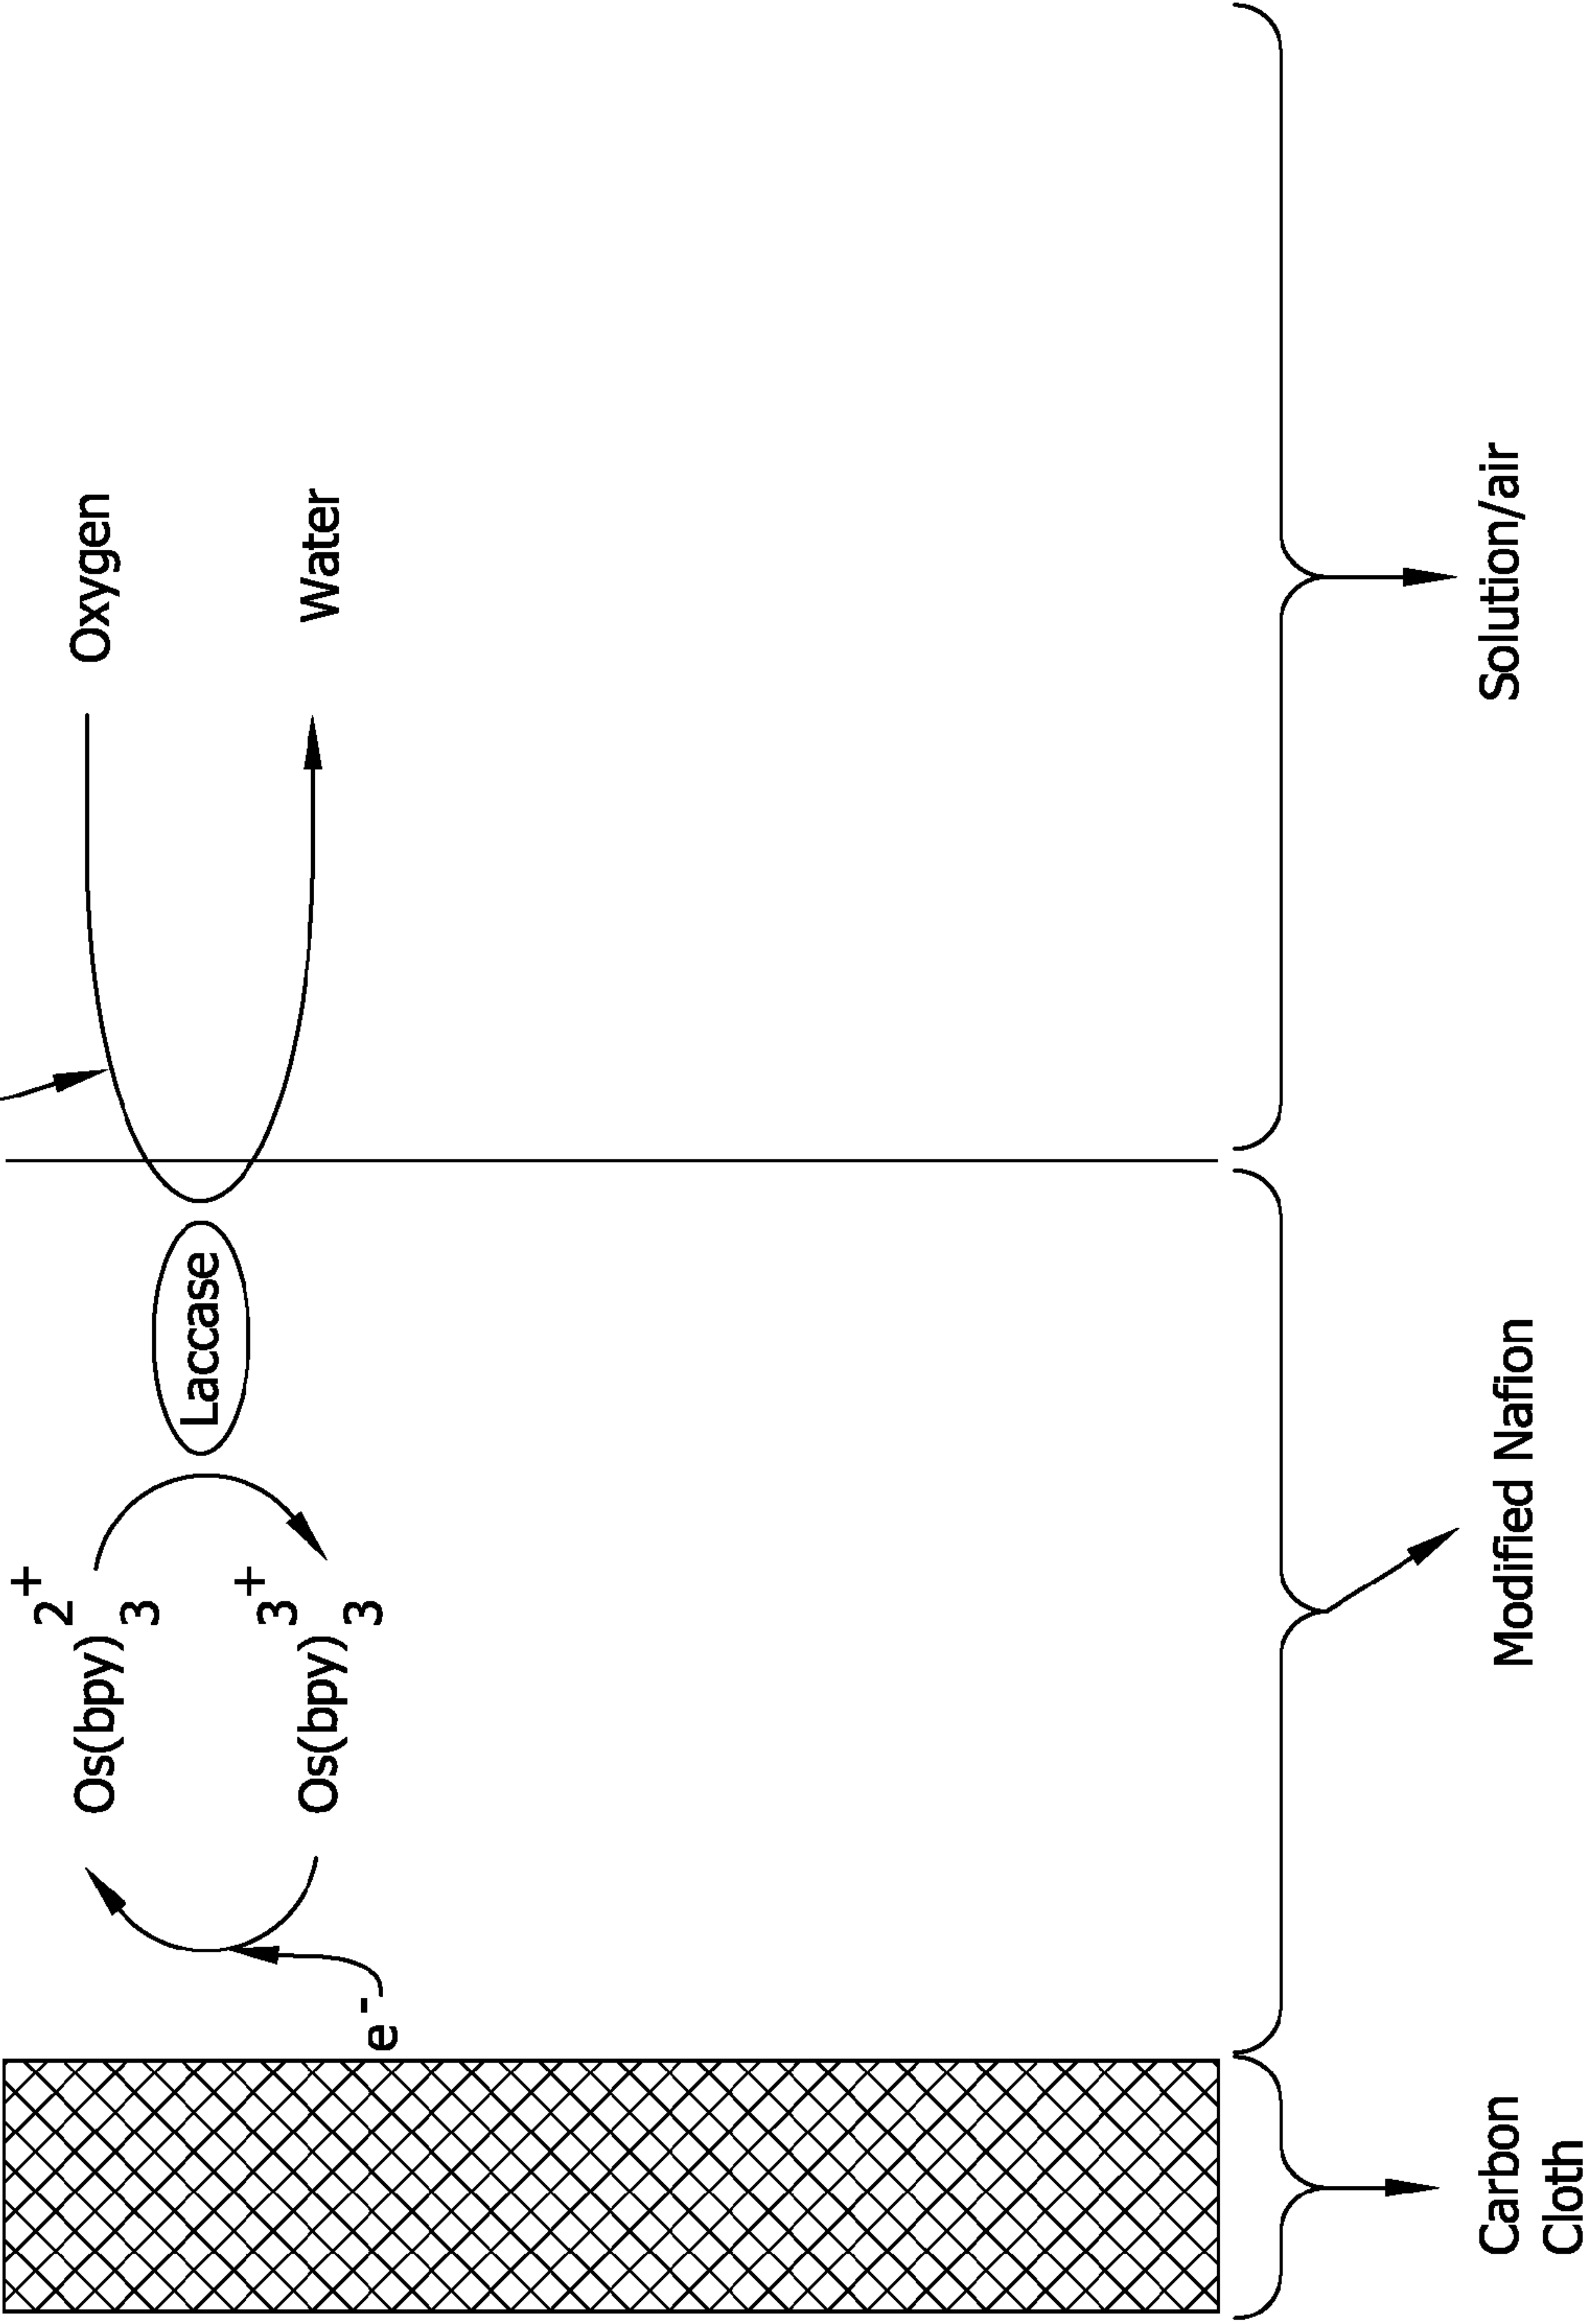 Os(bpy)3 2+
Oxygen
Laccase
Os(bpy)3 3+
Water
e-
Carbon
Cloth
Modified Nafion
Solution/air